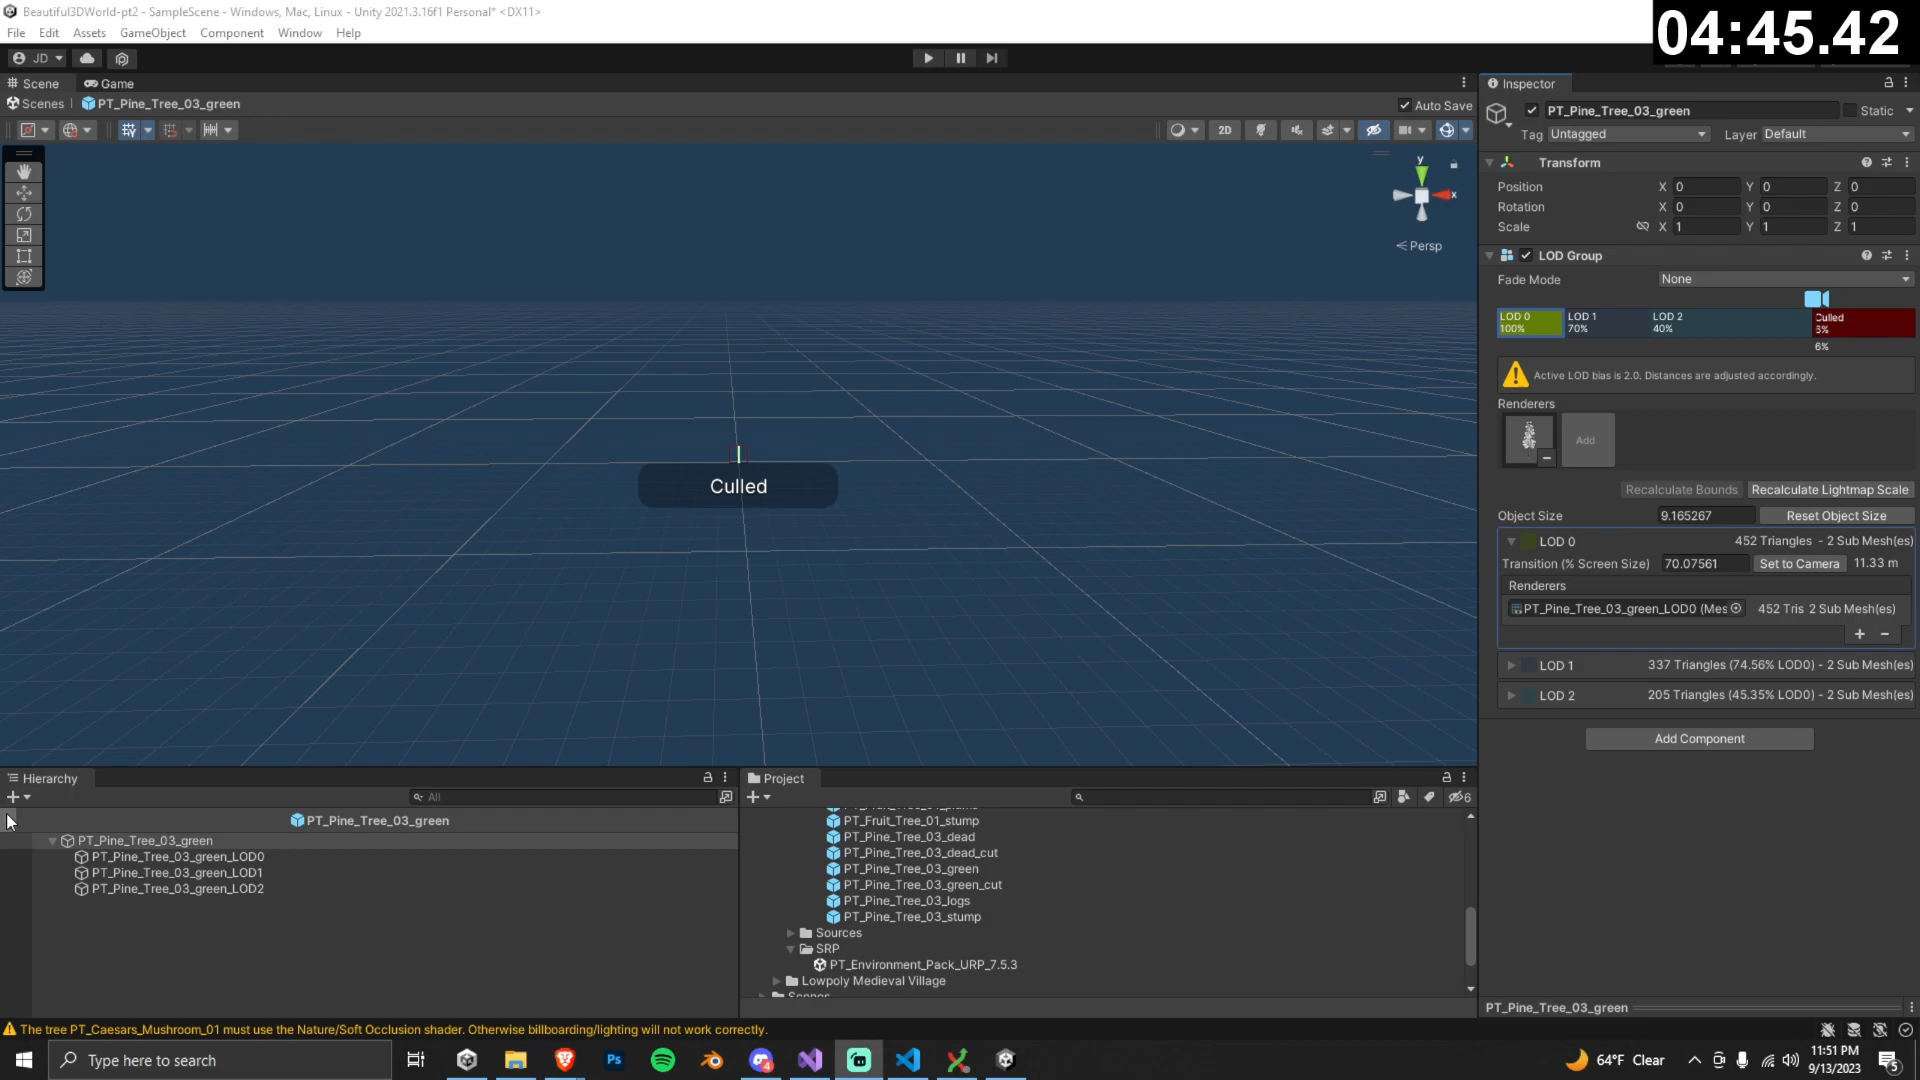 Beautiful3DWorld-pt2 - SampleScene - Windows, Mac, Linux - Unity 2021.3.16f1 Personal* <DX11>
04:45.42
File Edit Assets GameObject Component Window Help
JD
Scene Game
Inspector
Scenes PT_Pine_Tree_03_green
Auto Save
PT_Pine_Tree_03_green
Static
2D
Tag Untagged Layer Default
Transform
Position X 0 Y 0 Z 0
Rotation X 0 Y 0 Z 0
Scale X 1 Y 1 Z 1
y
x
Persp
LOD Group
Fade Mode None
LOD 0 LOD 1 LOD 2 Culled
100% 70% 40% 6%
6%
Active LOD bias is 2.0. Distances are adjusted accordingly.
Renderers
Add
Culled
Recalculate Bounds Recalculate Lightmap Scale
Object Size 9.165267 Reset Object Size
LOD 0 452 Triangles - 2 Sub Mesh(es)
Transition (% Screen Size) 70.07561 Set to Camera 11.33 m
Renderers
PT_Pine_Tree_03_green_LOD0 (Mes 452 Tris 2 Sub Mesh(es)
+ -
LOD 1 337 Triangles (74.56% LOD0) - 2 Sub Mesh(es)
LOD 2 205 Triangles (45.35% LOD0) - 2 Sub Mesh(es)
Add Component
Hierarchy
All
PT_Pine_Tree_03_green
PT_Pine_Tree_03_green
PT_Pine_Tree_03_green_LOD0
PT_Pine_Tree_03_green_LOD1
PT_Pine_Tree_03_green_LOD2
Project
6
PT_Fruit_Tree_01_stump
PT_Pine_Tree_03_dead
PT_Pine_Tree_03_dead_cut
PT_Pine_Tree_03_green
PT_Pine_Tree_03_green_cut
PT_Pine_Tree_03_logs
PT_Pine_Tree_03_stump
Sources
SRP
PT_Environment_Pack_URP_7.5.3
Lowpoly Medieval Village
Scenes
PT_Pine_Tree_03_green
The tree PT_Caesars_Mushroom_01 must use the Nature/Soft Occlusion shader. Otherwise billboarding/lighting will not work correctly.
Type here to search
Ps
4
64°F Clear
11:51 PM
9/13/2023
5